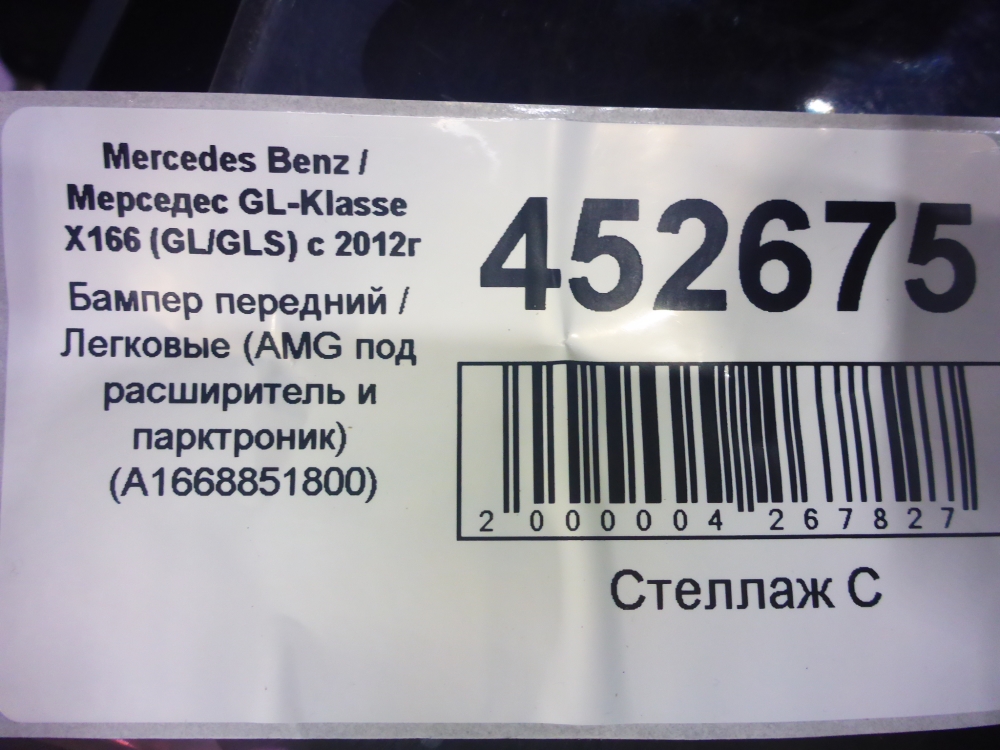 Mercedes Benz /
Мерседес GL-Klasse
X166 (GL/GLS) с 2012г
Бампер передний /
Легковые (AMG под
расширитель и
парктроник)
(A1668851800)
452675
2 000004 267827
Стеллаж С